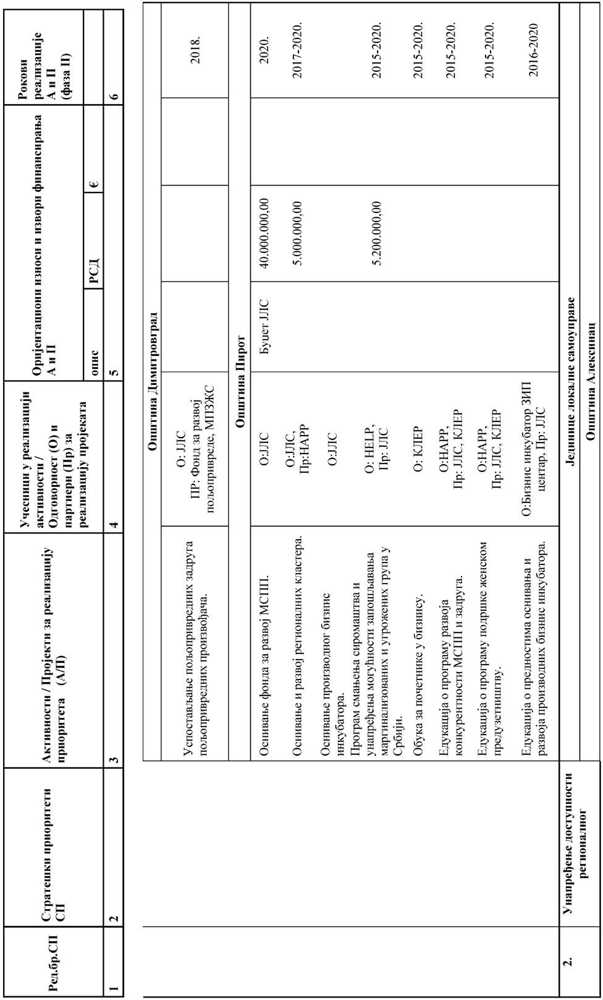 Ред.бр.СП
Стратешки приоритети
СП
Активности / Пројекти за реализацију
приоритета (А/П)
Учесници у реализацији
активности /
Одговорност (О) и
партнери (Пр) за
реализацију пројеката
Оријентациони износи и извори финансирања
А и П
опис
РСД
€
Рокови
реализације
А и П
(фаза II)
1
2
3
4
5
6
Општина Димитровград
Успостављање пољопривредних задруга
пољопривредних произвођача.
О: ЈЛС
ПР: Фонд за развој
пољопривреде, МПЗЖС
2018.
Општина Пирот
Оснивање фонда за развој МСПП.
О:ЈЛС
Буџет ЈЛС
40.000.000,00
2020.
Оснивање и развој регионалних кластера.
О:ЈЛС,
Пр:НАРР
5.000.000,00
2017-2020.
Оснивање производног бизнис
инкубатора.
О:ЈЛС
Програм смањења сиромаштва и
унапређења могућности запошљавања
маргинализованих и угрожених група у
Србији.
О: HELP,
Пр: ЈЛС
5.200.000,00
2015-2020.
Обука за почетнике у бизнису.
О: КЛЕР
2015-2020.
Едукација о програму развоја
конкурентности МСПП и задруга.
О:НАРР,
Пр: ЈЛС, КЛЕР
2015-2020.
Едукација о програму подршке женском
предузетништву.
О:НАРР,
Пр: ЈЛС, КЛЕР
2015-2020.
Едукација о предностима оснивања и
развоја производних бизнис инкубатора.
О:Бизнис инкубатор ЗИП
центар, Пр: ЈЛС
2016-2020
2.
Унапређење доступности
регионалног
Јединице локалне самоуправе
Општина Алексинац